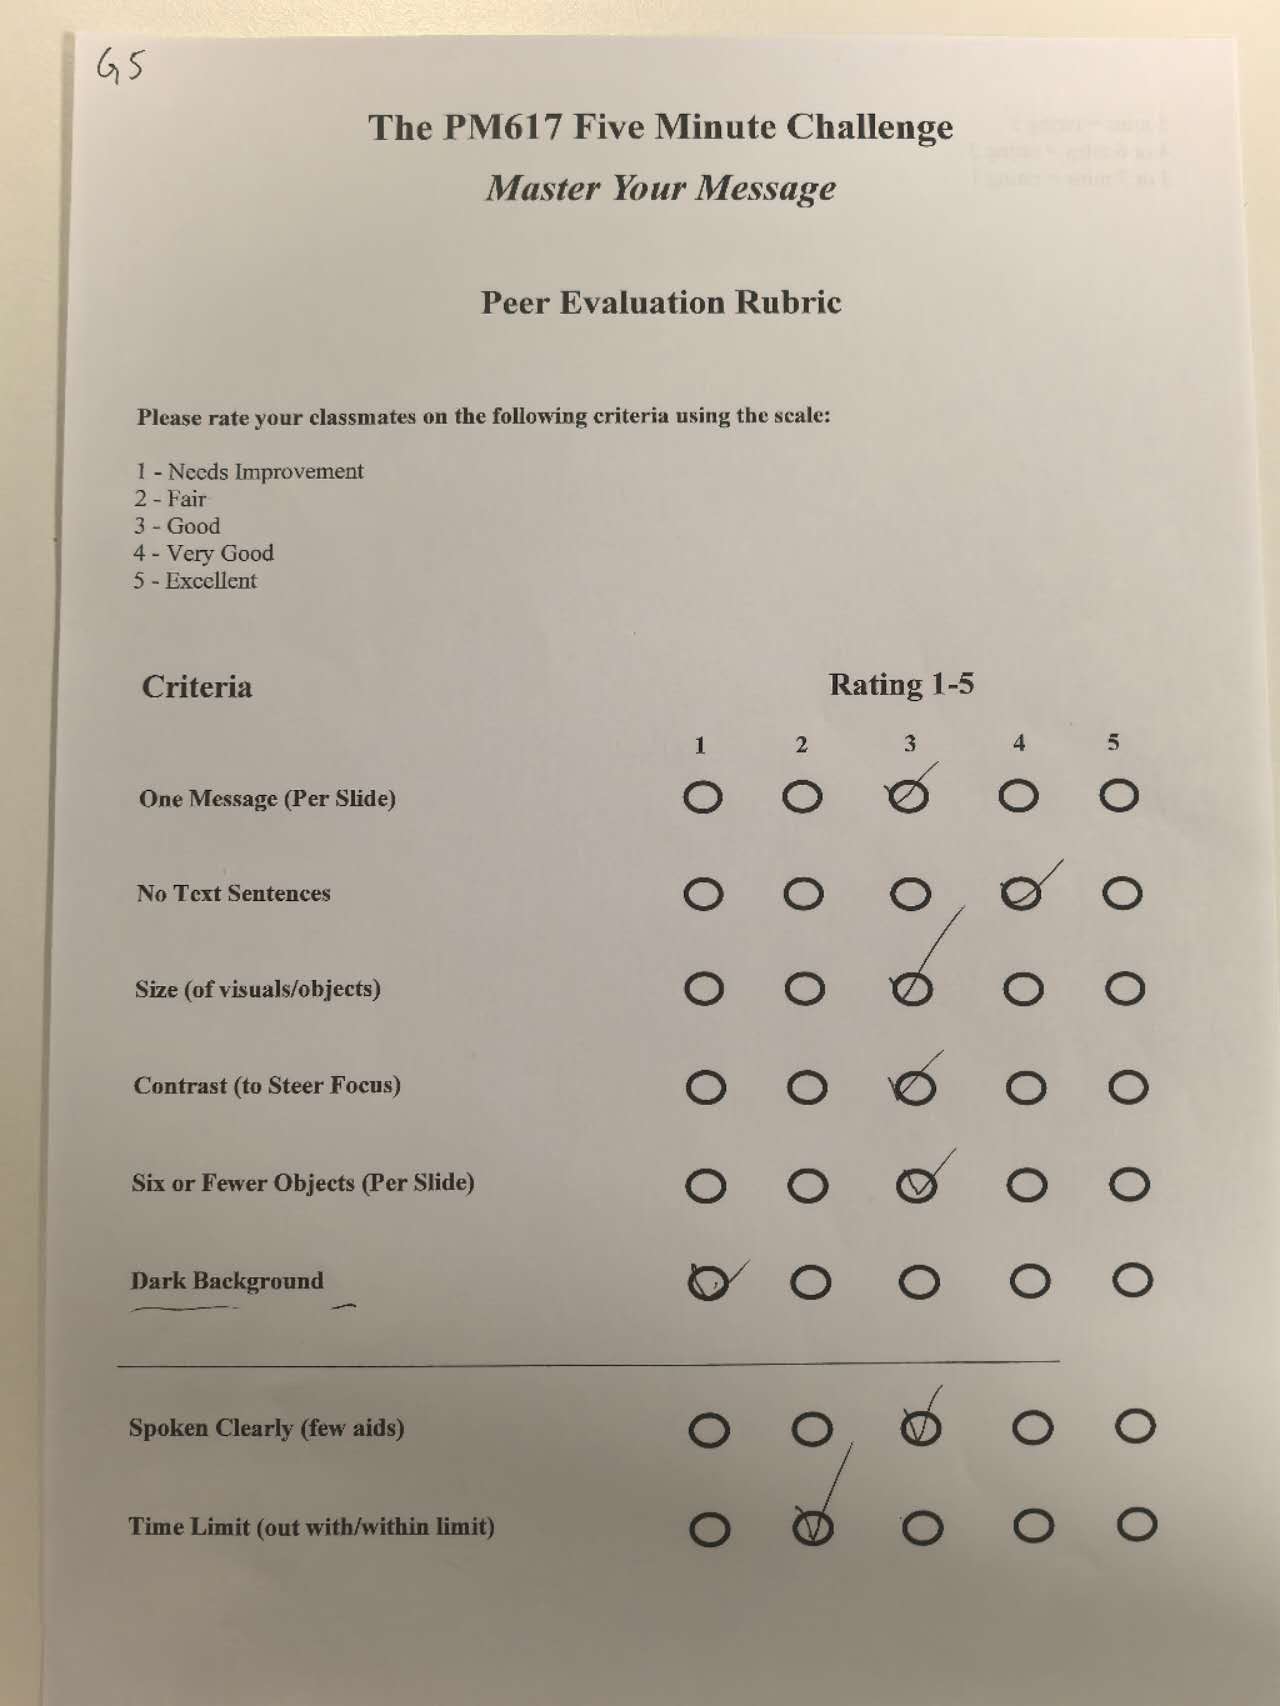 G5
The PM617 Five Minute Challenge
Master Your Message
Peer Evaluation Rubric
Please rate your classmates on the following criteria using the scale:
1 - Needs Improvement
2 - Fair
3 - Good
4 - Very Good
5 - Excellent
Criteria Rating 1-5
1 2 3 4 5
One Message (Per Slide)
No Text Sentences
Size (of visuals/objects)
Contrast (to Steer Focus)
Six or Fewer Objects (Per Slide)
Dark Background
Spoken Clearly (few aids)
Time Limit (out with/within limit)